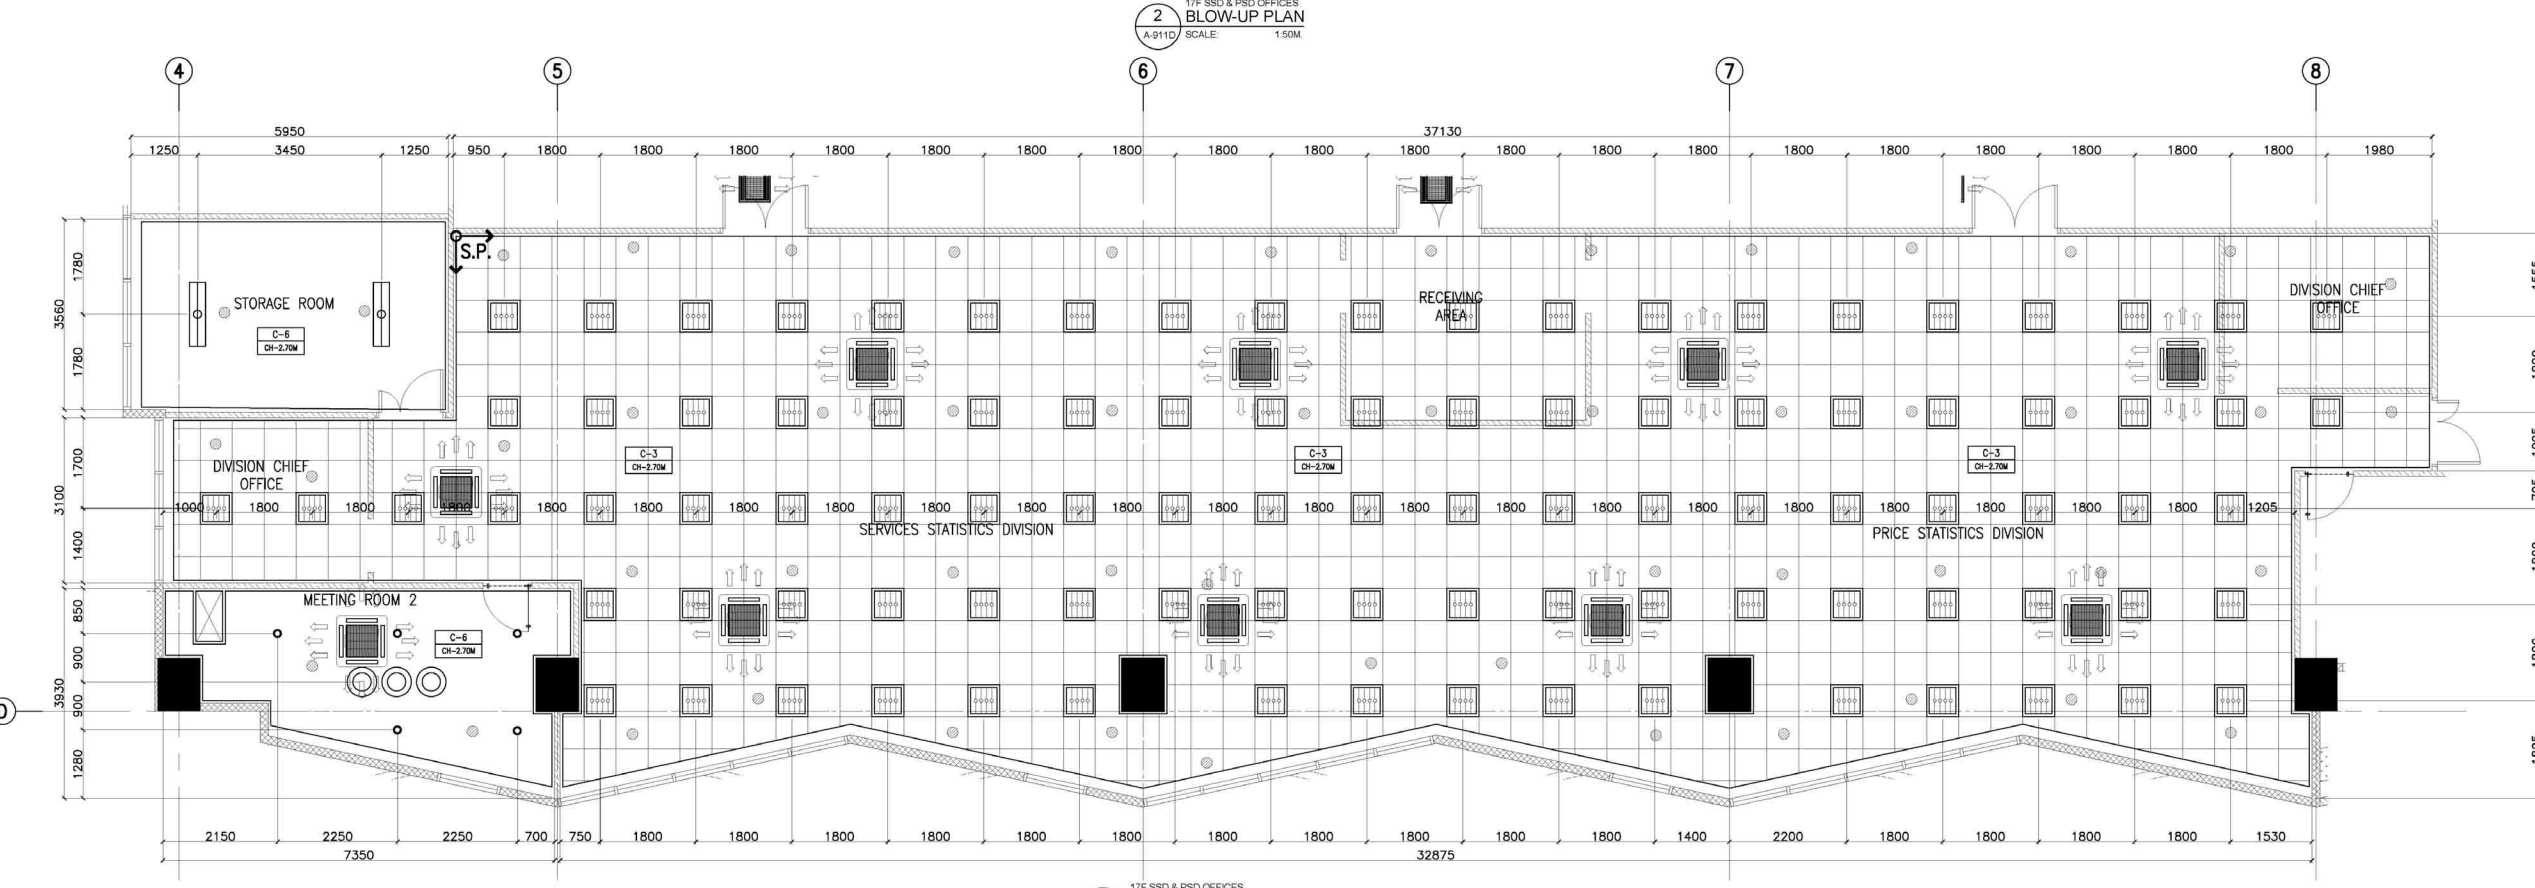 17F SSD & PSD OFFICES
2 BLOW-UP PLAN
A-911D SCALE: 1:50M.
4 5 6 7 8
5950 37130
1250 3450 1250 950 1800 1800 1800 1800 1800 1800 1800 1800 1800 1800 1800 1800 1800 1800 1800 1800 1800 1800 1800 1980
S.P.
1780
3560
1780
STORAGE ROOM
C-6
CH-2.70M
RECEIVING
AREA
DIVISION CHIEF
OFFICE
1700
3100
1400
C-3
CH-2.70M
C-3
CH-2.70M
C-3
CH-2.70M
DIVISION CHIEF
OFFICE
1000 1800 1800 1800 1800 1800 1800 1800 1800 1800 1800 1800 1800 1800 1800 1800 1800 1800 1800 1800 1800 1800 1205
SERVICES STATISTICS DIVISION
PRICE STATISTICS DIVISION
MEETING ROOM 2
C-6
CH-2.70M
850
900
3930
900
1280
2150 2250 2250 700 750 1800 1800 1800 1800 1800 1800 1800 1800 1800 1800 1800 1400 2200 1800 1800 1800 1800 1530
7350 32875
17F SSD & PSD OFFICES